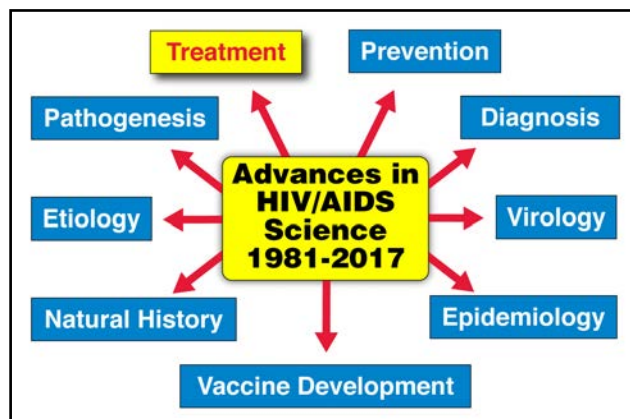 Treatment
Prevention
Pathogenesis
Diagnosis
Advances in
HIV/AIDS
Science
1981-2017
Etiology
Virology
Natural History
Epidemiology
Vaccine Development